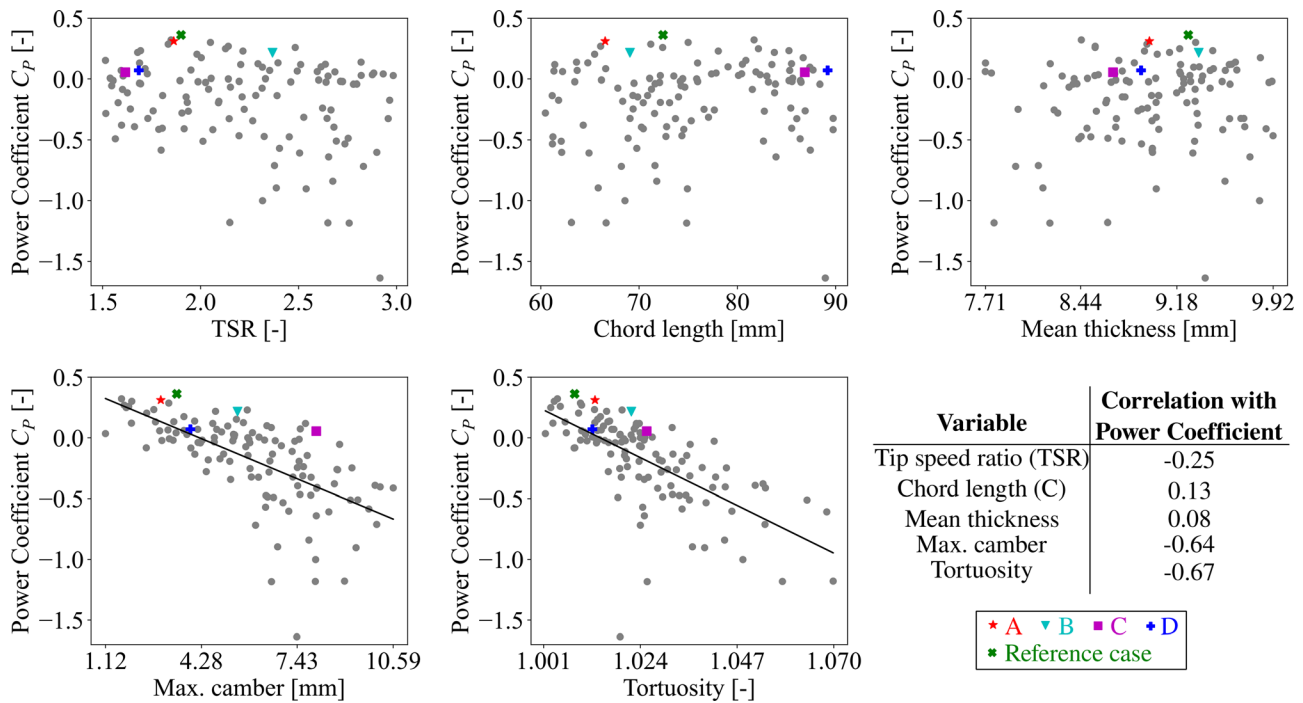 Power Coefficient C_P [-]
0.5
0.0
−0.5
−1.0
−1.5
1.5 2.0 2.5 3.0
TSR [-]
Power Coefficient C_P [-]
0.5
0.0
−0.5
−1.0
−1.5
60 70 80 90
Chord length [mm]
Power Coefficient C_P [-]
0.5
0.0
−0.5
−1.0
−1.5
7.71 8.44 9.18 9.92
Mean thickness [mm]
Power Coefficient C_P [-]
0.5
0.0
−0.5
−1.0
−1.5
1.12 4.28 7.43 10.59
Max. camber [mm]
Power Coefficient C_P [-]
0.5
0.0
−0.5
−1.0
−1.5
1.001 1.024 1.047 1.070
Tortuosity [-]
Variable
Correlation with
Power Coefficient
Tip speed ratio (TSR) -0.25
Chord length (C) 0.13
Mean thickness 0.08
Max. camber -0.64
Tortuosity -0.67
A B C D
Reference case